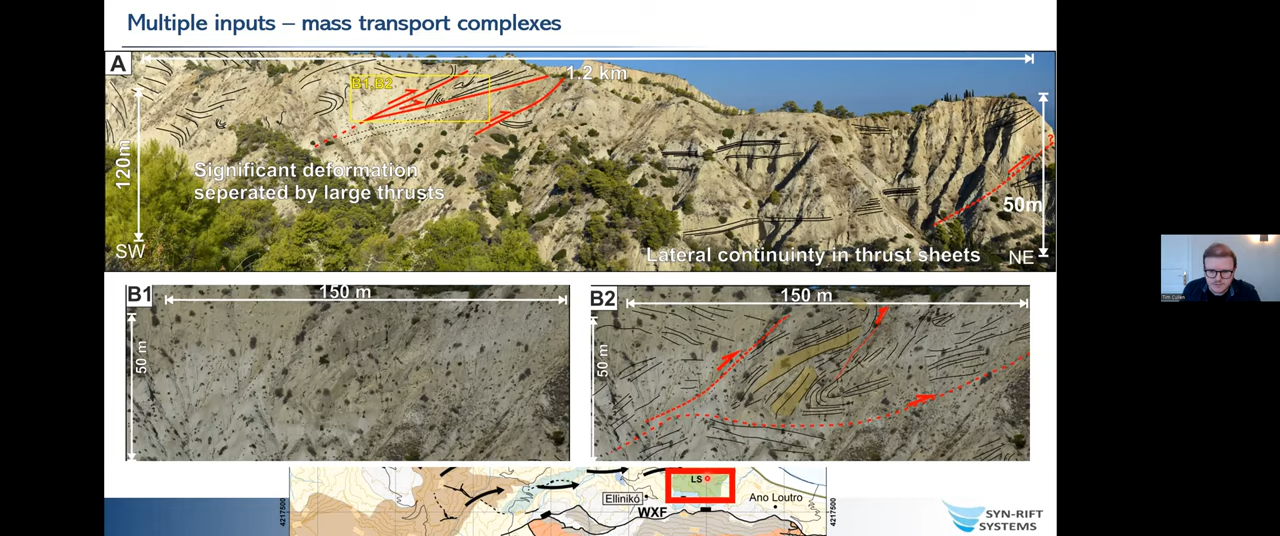 Multiple inputs – mass transport complexes
A
1.2 km
B1,B2
120m
Significant deformation
seperated by large thrusts
?
50m
SW
Lateral continuinty in thrust sheets
NE
B1
150 m
50 m
B2
150 m
50 m
4217500
LS
Ellinikó
WXF
Ano Loutro
4217500
SYN-RIFT
SYSTEMS
Tim Cullen